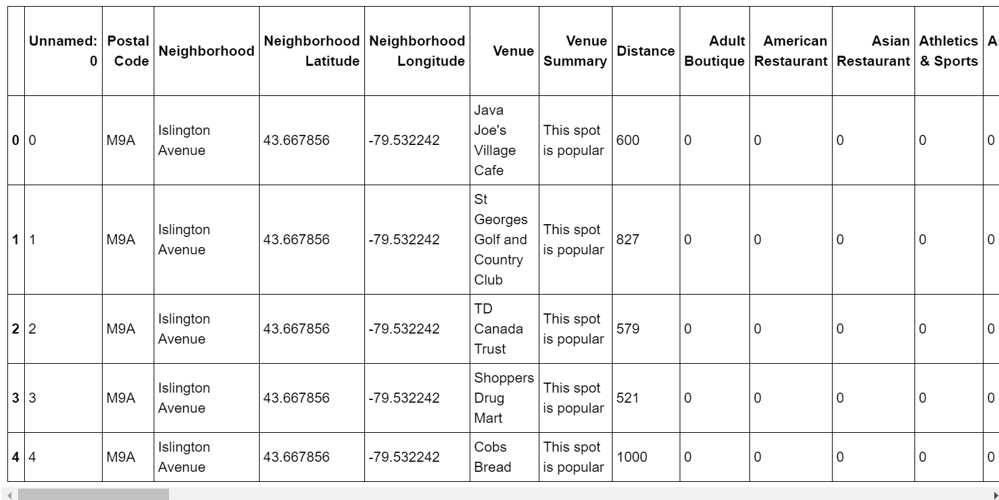 Unnamed: 0 Postal Code Neighborhood Neighborhood Latitude Neighborhood Longitude Venue Venue Summary Distance Adult Boutique American Restaurant Asian Restaurant Athletics & Sports
0 0 M9A Islington Avenue 43.667856 -79.532242 Java Joe's Village Cafe This spot is popular 600 0 0 0 0 0
1 1 M9A Islington Avenue 43.667856 -79.532242 St Georges Golf and Country Club This spot is popular 827 0 0 0 0 0
2 2 M9A Islington Avenue 43.667856 -79.532242 TD Canada Trust This spot is popular 579 0 0 0 0 0
3 3 M9A Islington Avenue 43.667856 -79.532242 Shoppers Drug Mart This spot is popular 521 0 0 0 0 0
4 4 M9A Islington Avenue 43.667856 -79.532242 Cobs Bread This spot is popular 1000 0 0 0 0 0